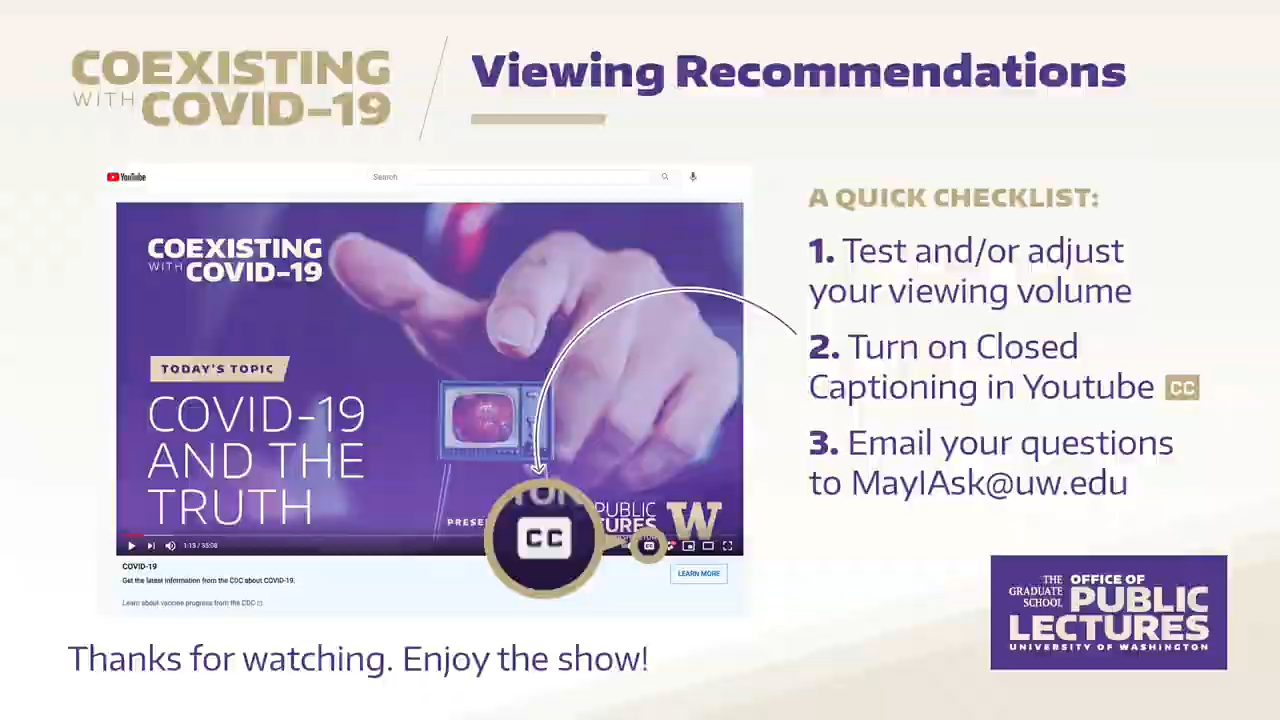 COEXISTING
WITH COVID-19
Viewing Recommendations
YouTube
Search
COEXISTING
WITH COVID-19
TODAY'S TOPIC
COVID-19
AND THE
TRUTH
PUBLIC
W
1:15 / 35:08
CC
COVID-19
Get the latest information from the CDC about COVID-19.
LEARN MORE
Learn about vaccine progress from the CDC
A QUICK CHECKLIST:
1. Test and/or adjust
your viewing volume
2. Turn on Closed
Captioning in Youtube CC
3. Email your questions
to MayIAsk@uw.edu
Thanks for watching. Enjoy the show!
THE GRADUATE SCHOOL
OFFICE OF
PUBLIC
LECTURES
UNIVERSITY OF WASHINGTON